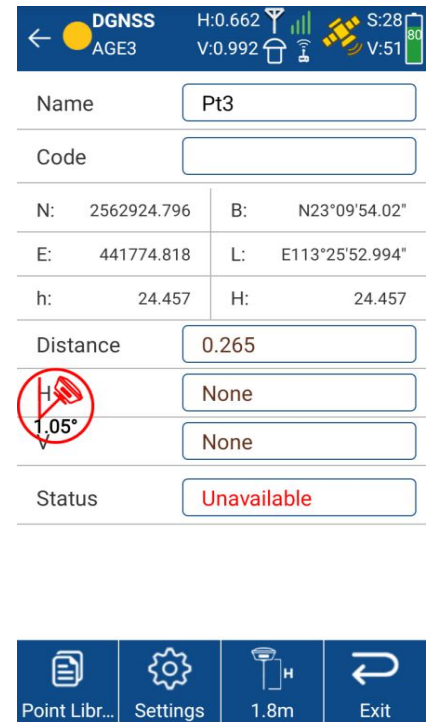 DGNSS H:0.662 S:28
AGE3 V:0.992 V:51 80
Name Pt3
Code
N: 2562924.796 B: N23°09'54.02"
E: 441774.818 L: E113°25'52.994"
h: 24.457 H: 24.457
Distance 0.265
H None
1.05°
V None
Status Unavailable
H
Point Libr... Settings 1.8m Exit